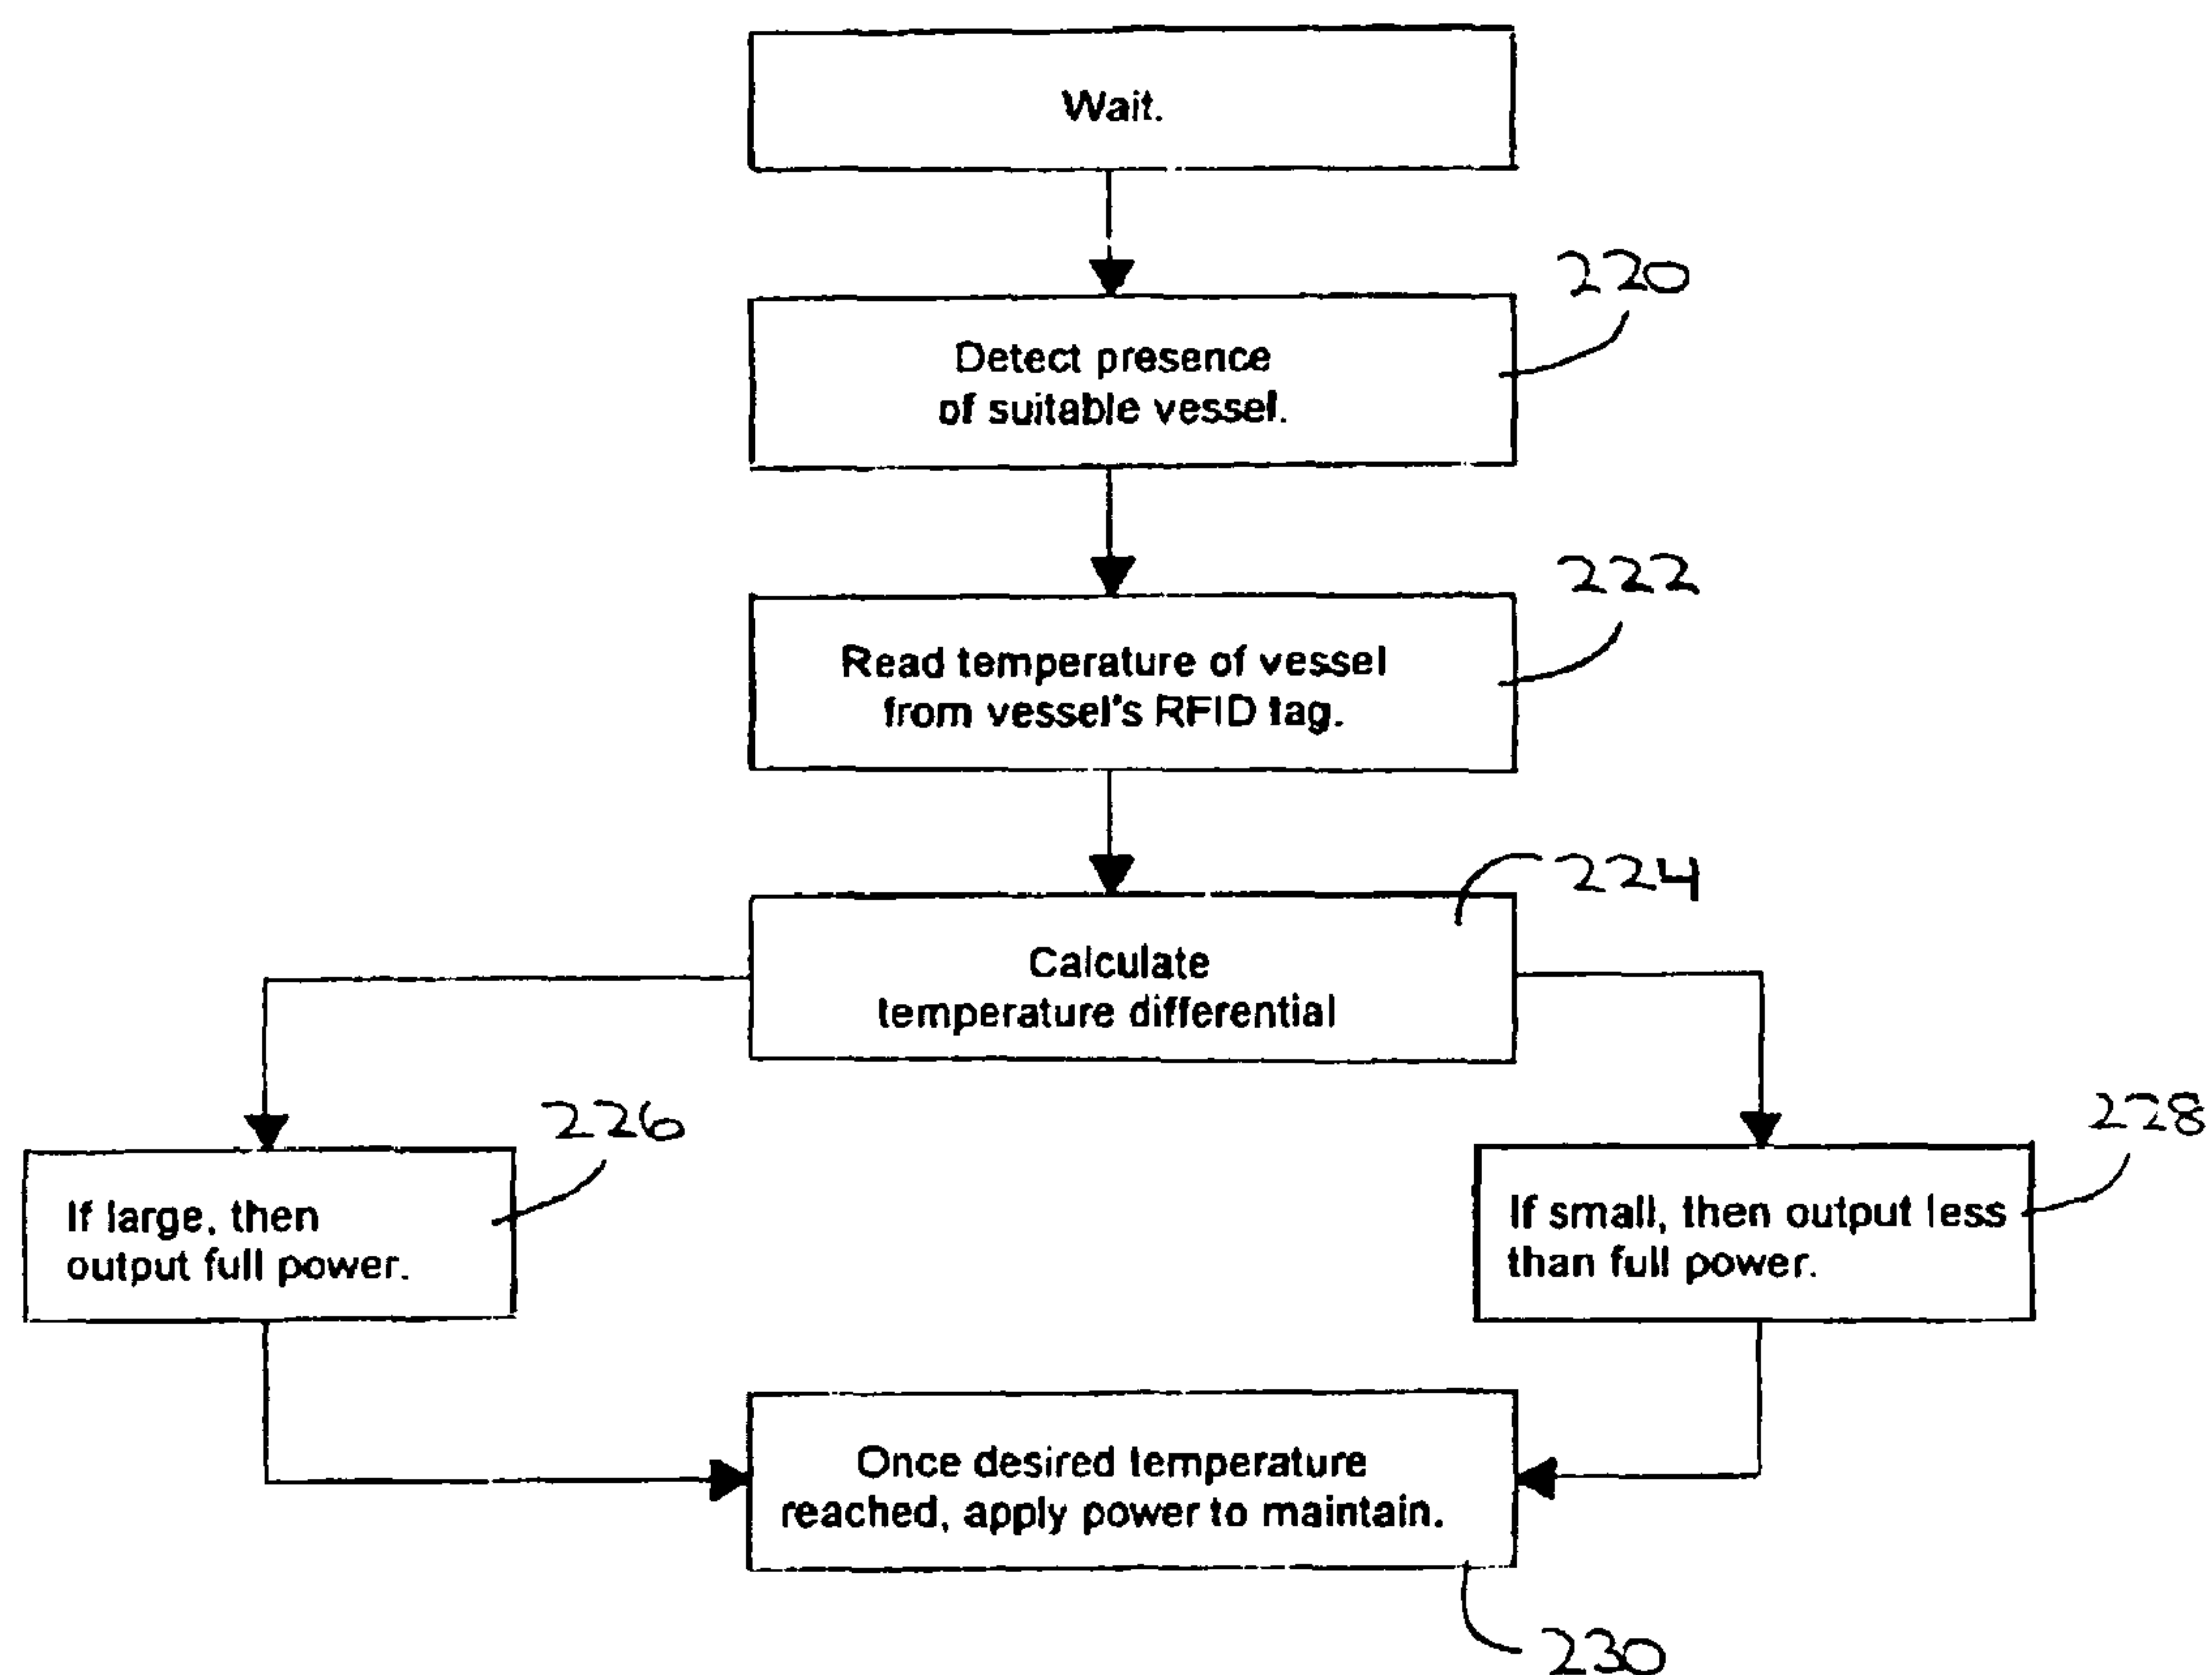 Wait.
220
Detect presence
of suitable vessel.
222
Read temperature of vessel
from vessel's RFID tag.
224
Calculate
temperature differential
226
If large, then
output full power.
228
If small, then output less
than full power.
Once desired temperature
reached, apply power to maintain.
230